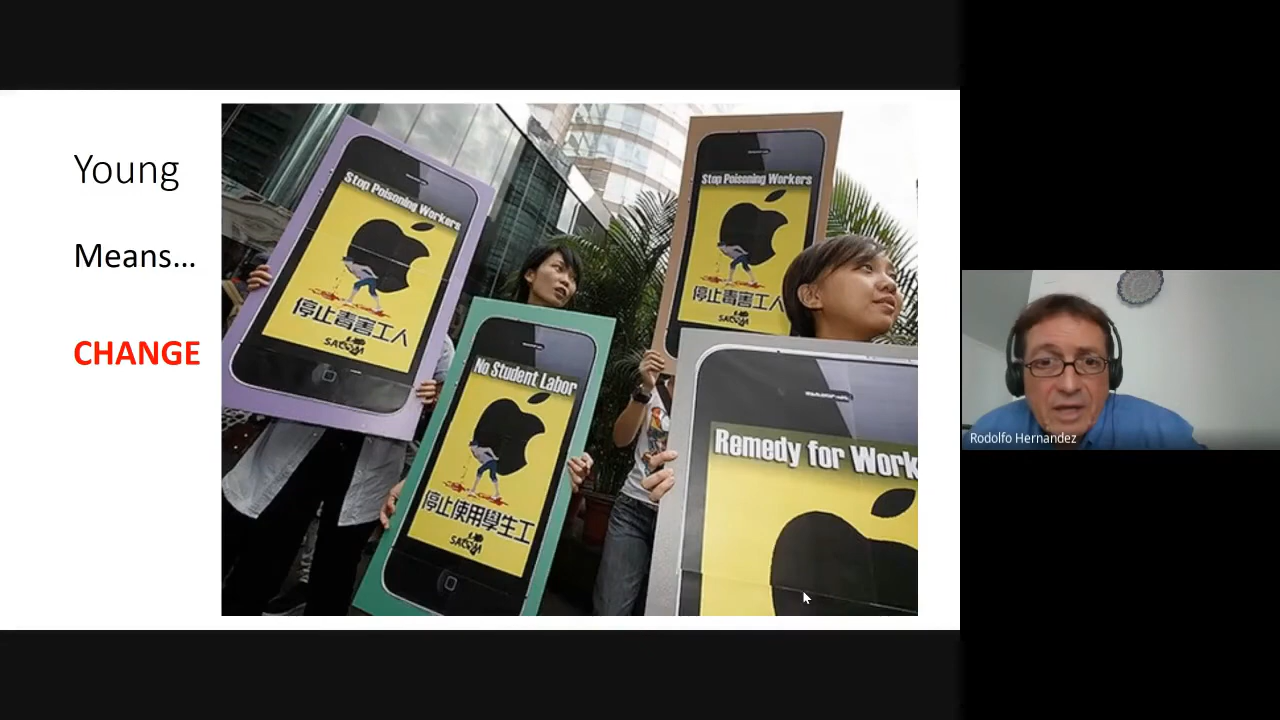 Young
Means...
CHANGE
Stop Poisoning Workers
停止毒害工人
SACOM
No Student Labor
停止使用學生工
SACOM
Stop Poisoning Workers
停止毒害工人
SACOM
Remedy for Work
Rodolfo Hernandez